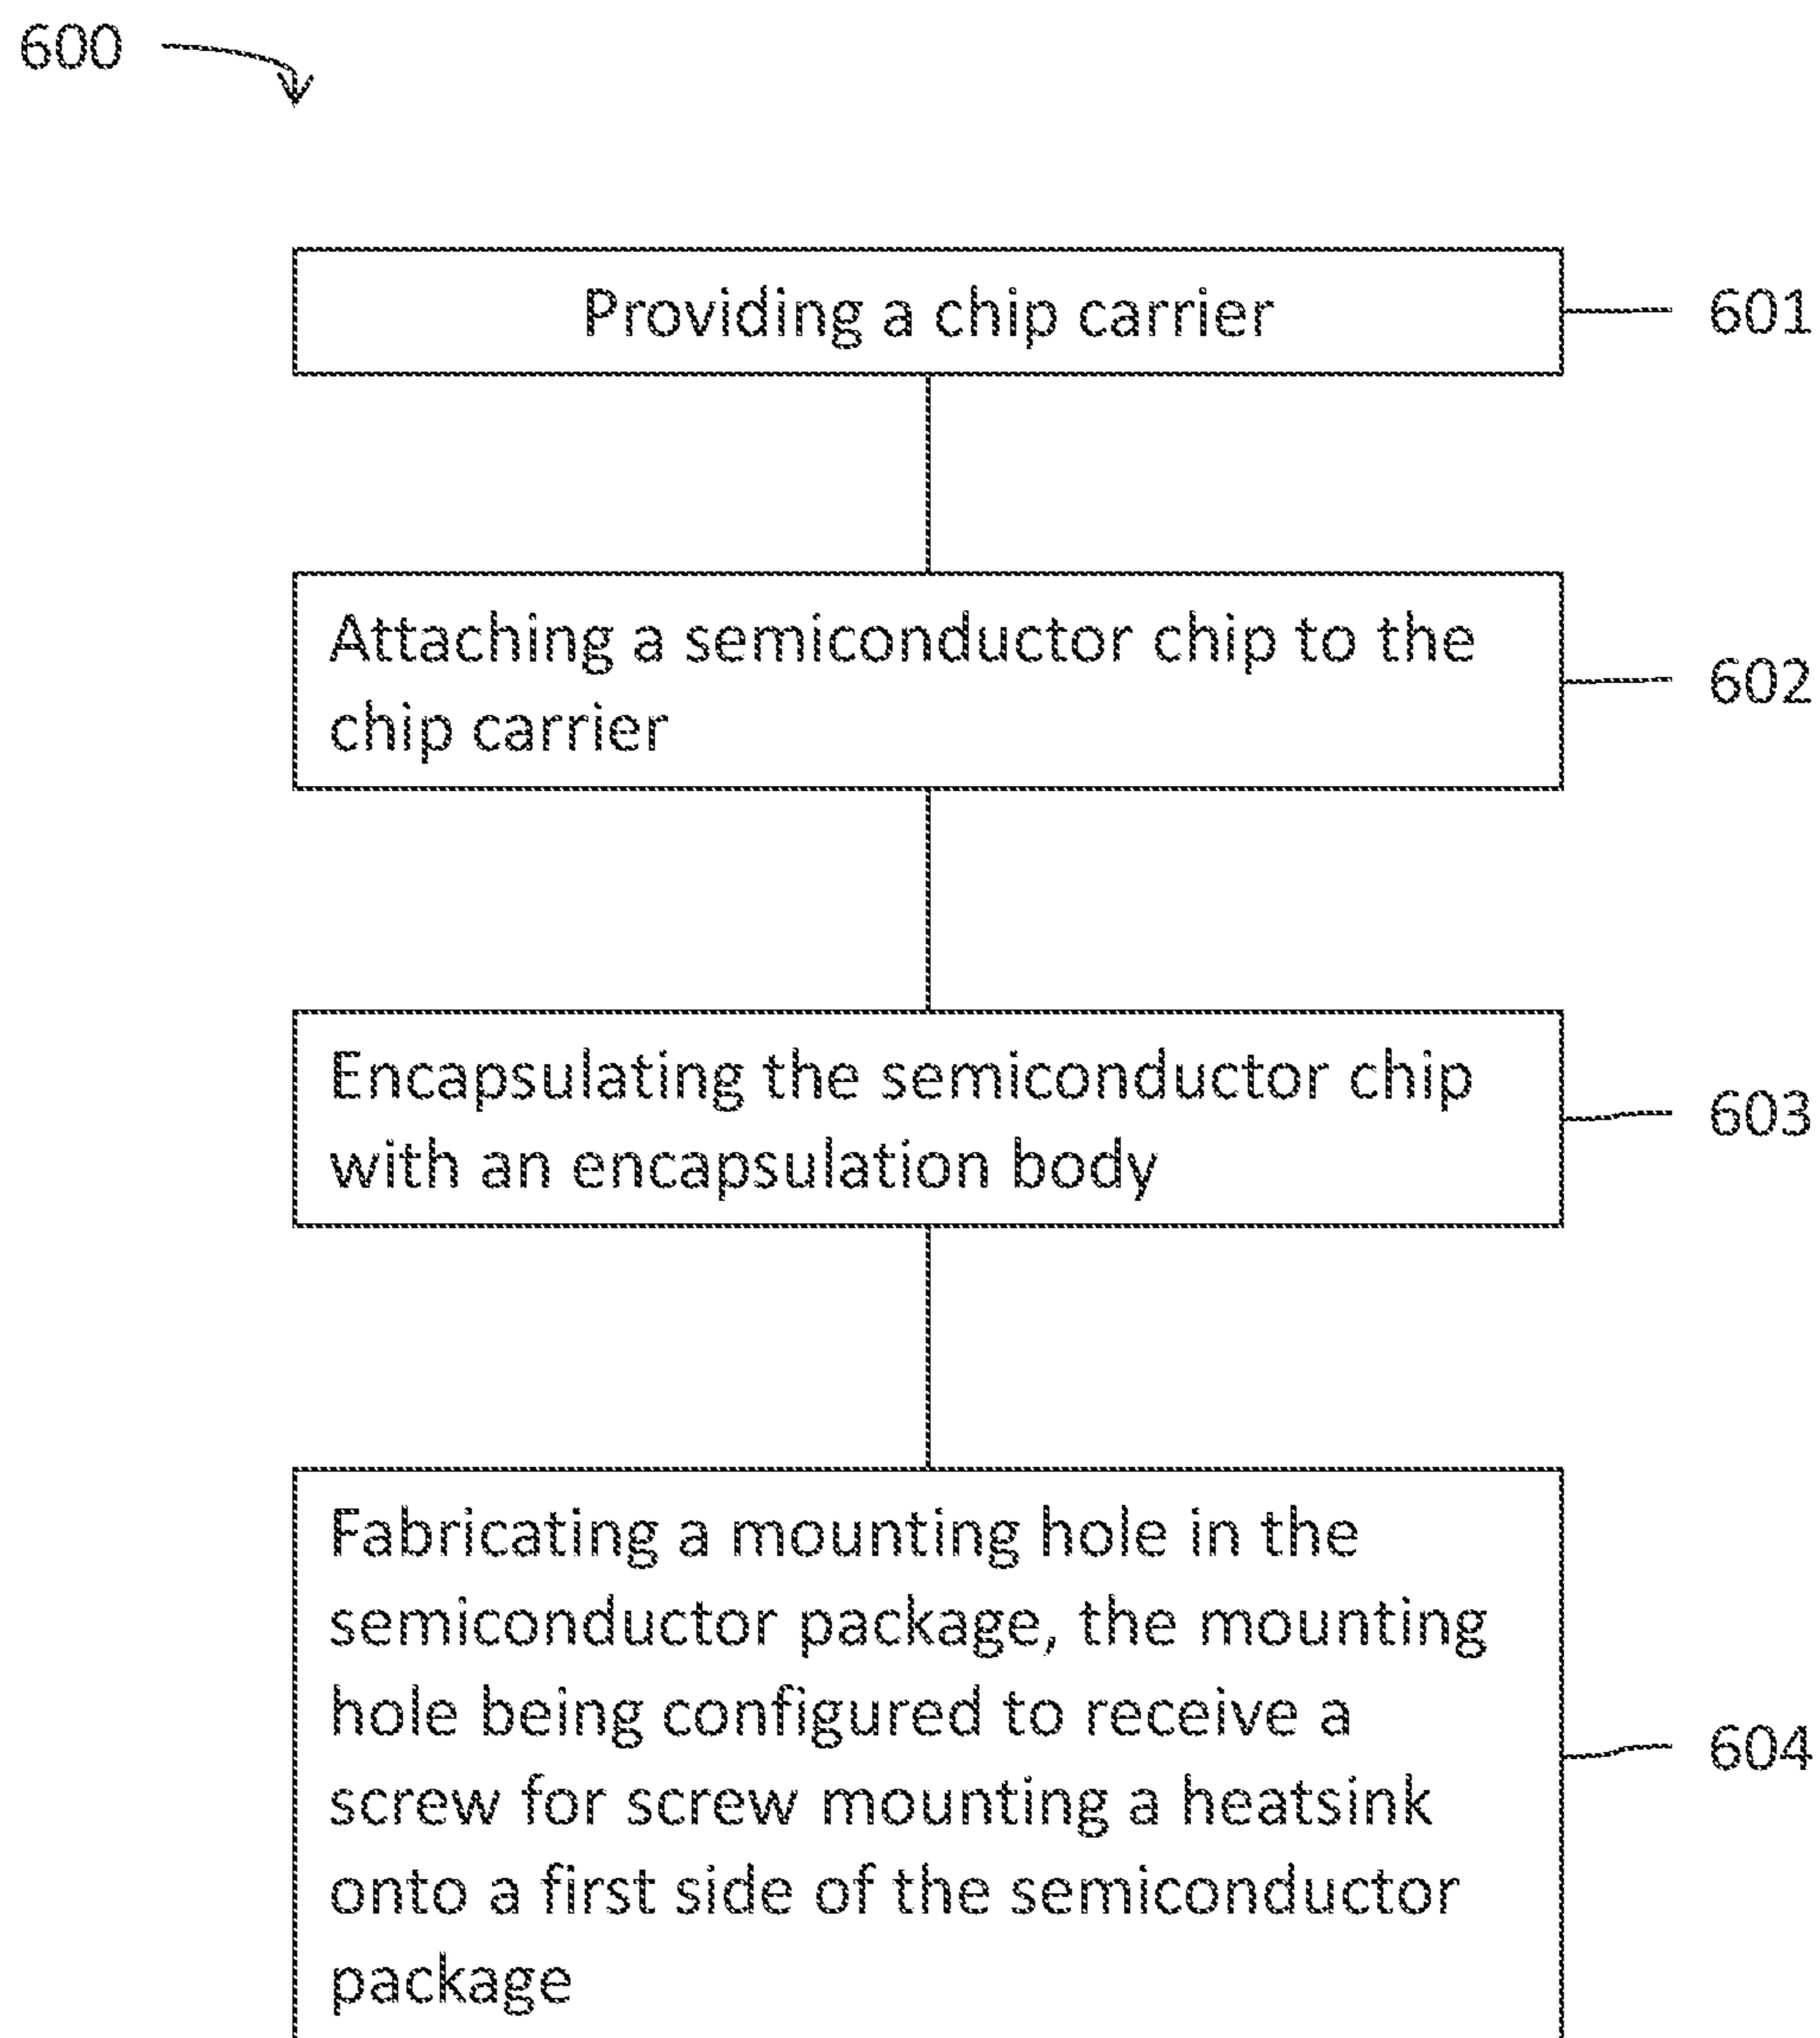 600
Providing a chip carrier
601
Attaching a semiconductor chip to the
chip carrier
602
Encapsulating the semiconductor chip
with an encapsulation body
603
Fabricating a mounting hole in the
semiconductor package, the mounting
hole being configured to receive a
screw for screw mounting a heatsink
onto a first side of the semiconductor
package
604